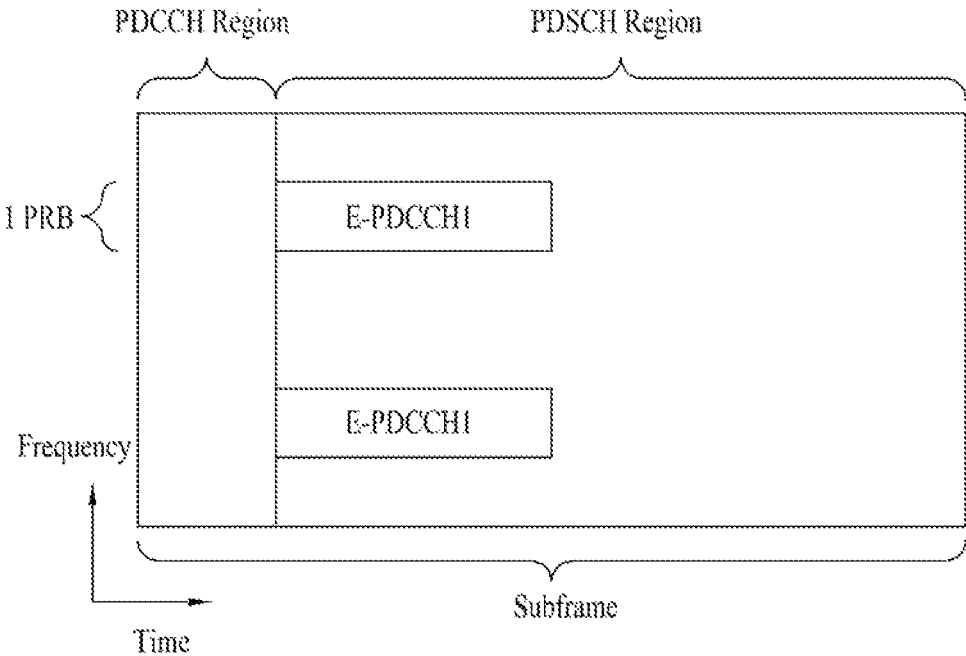 PDCCH Region
PDSCH Region
1 PRB
E-PDCCH1
E-PDCCH1
Frequency
Subframe
Time